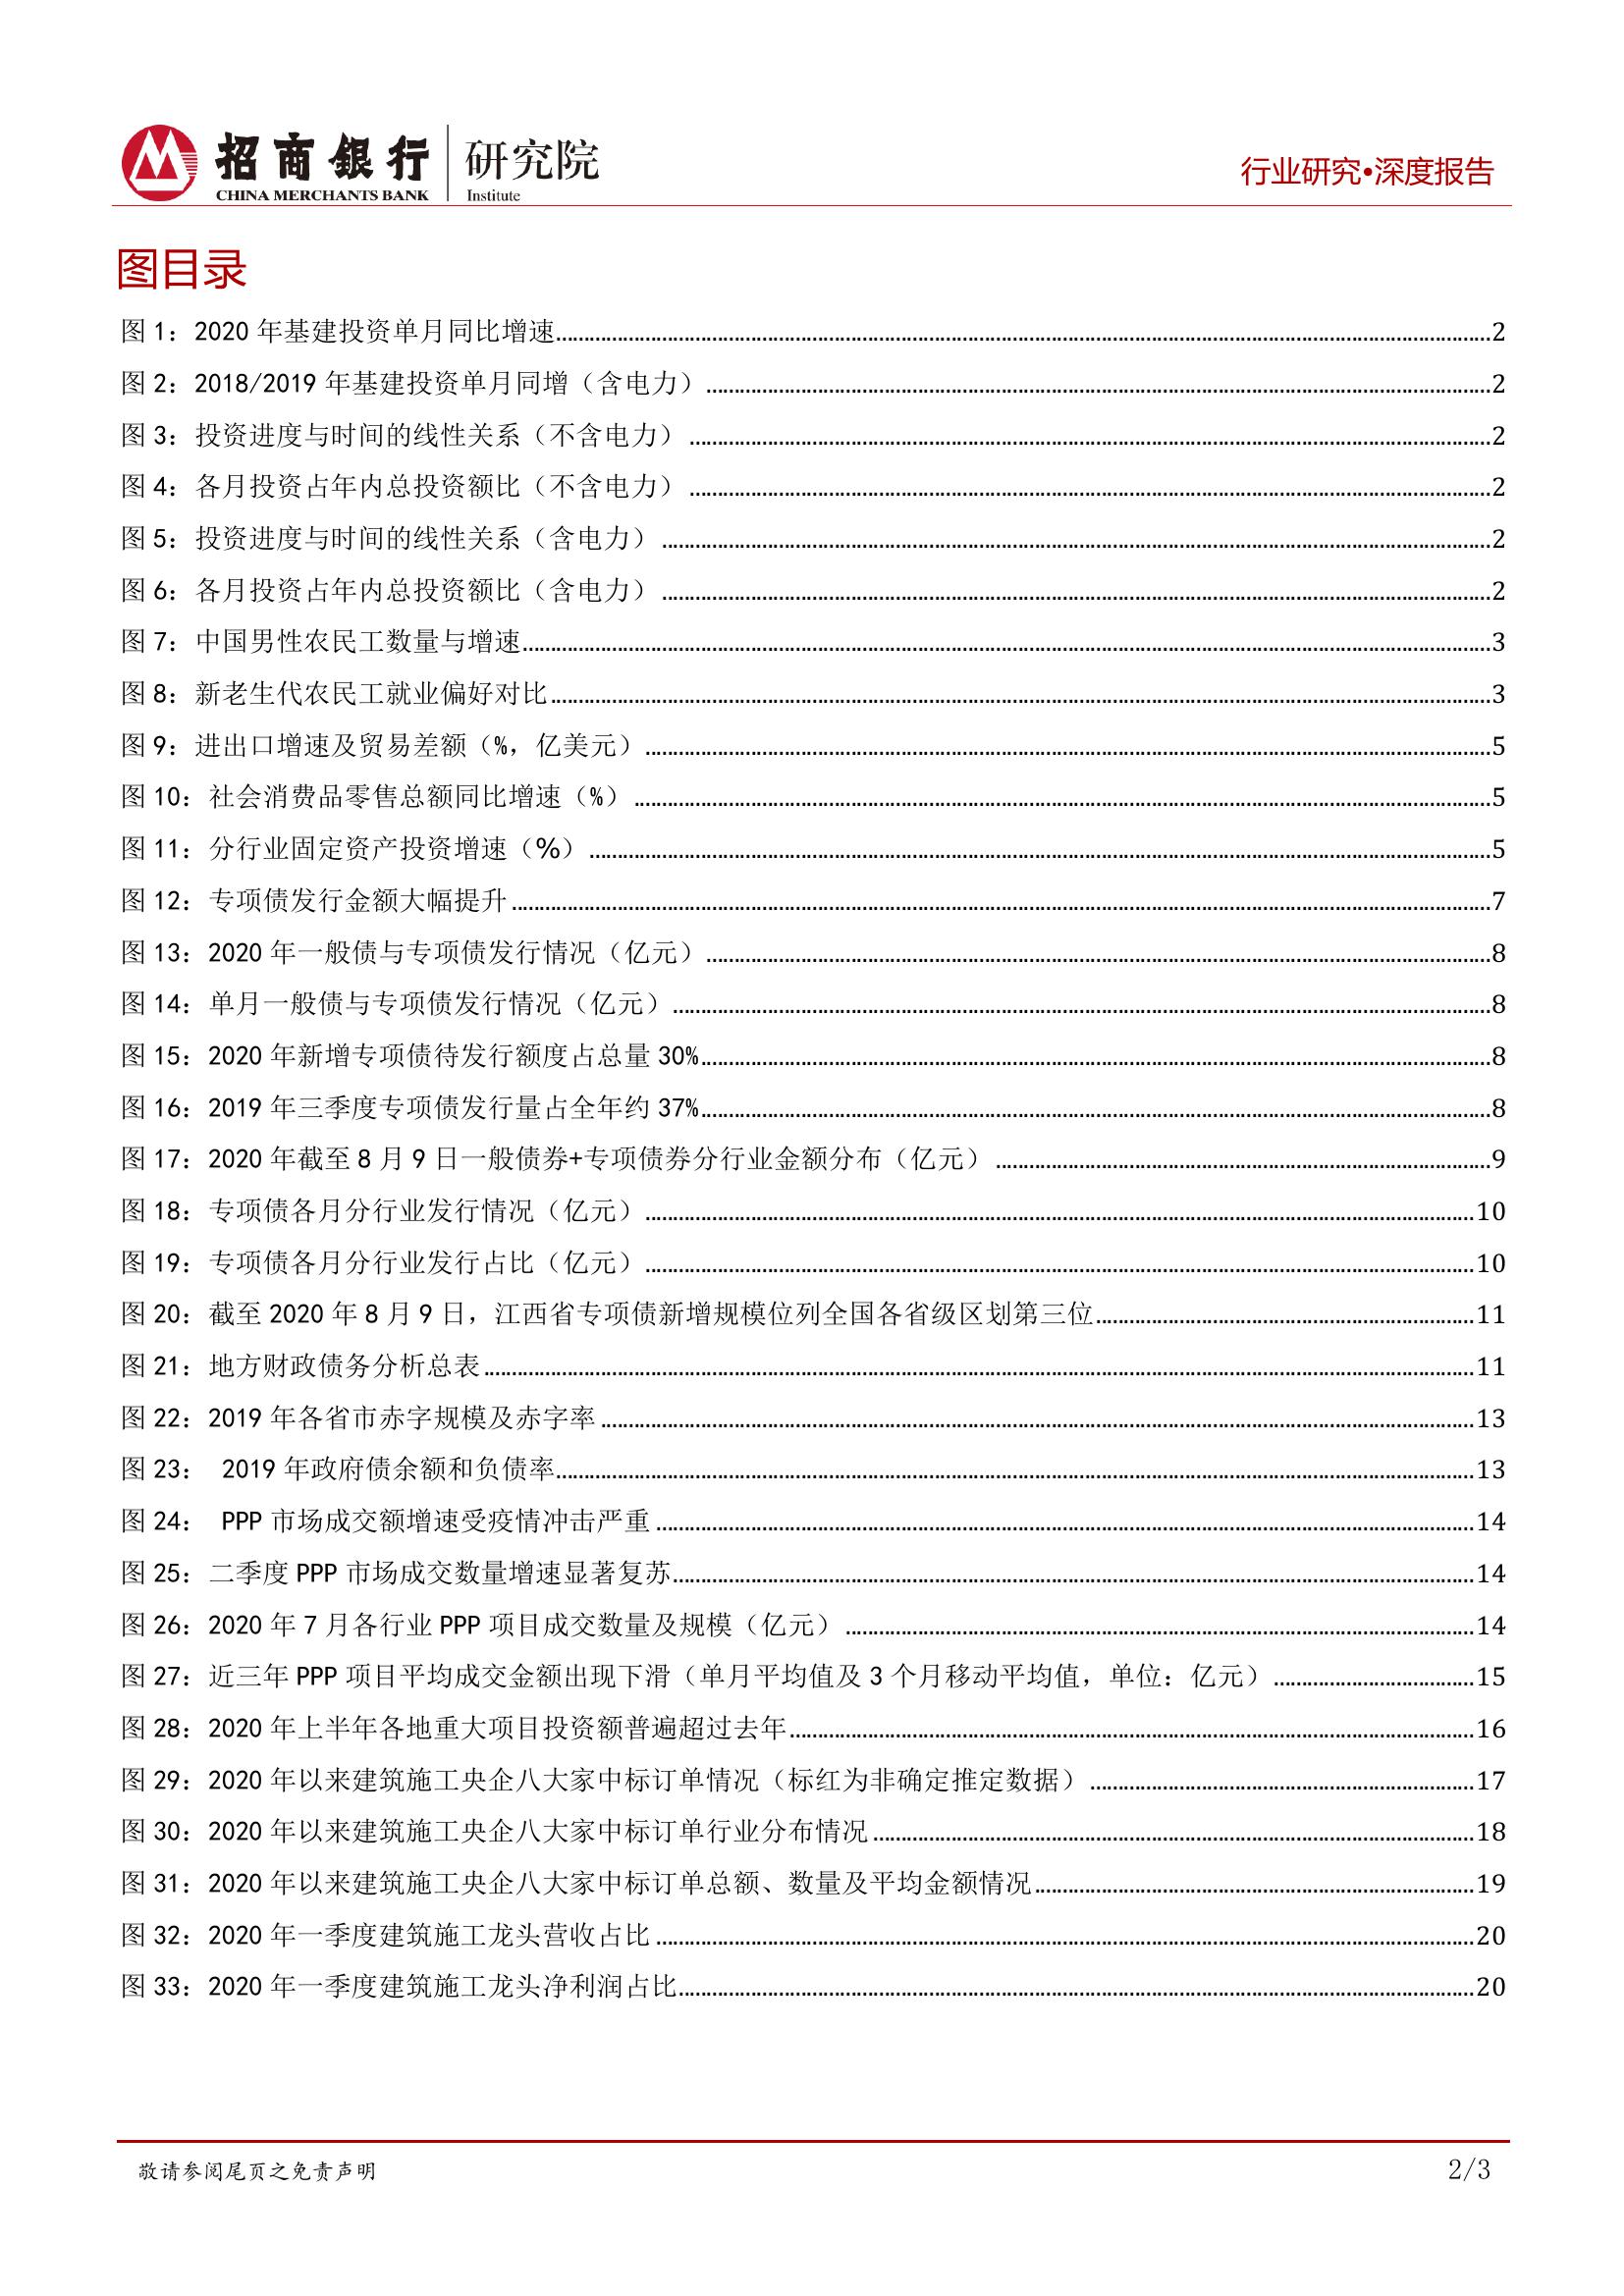 招商银行 研究院
CHINA MERCHANTS BANK Institute
行业研究•深度报告
图目录
图 1：2020 年基建投资单月同比增速........2
图 2：2018/2019 年基建投资单月同增（含电力）........2
图 3：投资进度与时间的线性关系（不含电力）........2
图 4：各月投资占年内总投资额比（不含电力）........2
图 5：投资进度与时间的线性关系（含电力）........2
图 6：各月投资占年内总投资额比（含电力）........2
图 7：中国男性农民工数量与增速........3
图 8：新老生代农民工就业偏好对比........3
图 9：进出口增速及贸易差额（%，亿美元）........5
图 10：社会消费品零售总额同比增速（%）........5
图 11：分行业固定资产投资增速（%）........5
图 12：专项债发行金额大幅提升........7
图 13：2020 年一般债与专项债发行情况（亿元）........8
图 14：单月一般债与专项债发行情况（亿元）........8
图 15：2020 年新增专项债待发行额度占总量 30%........8
图 16：2019 年三季度专项债发行量占全年约 37%........8
图 17：2020 年截至 8 月 9 日一般债券+专项债券分行业金额分布（亿元）........9
图 18：专项债各月分行业发行情况（亿元）........10
图 19：专项债各月分行业发行占比（亿元）........10
图 20：截至 2020 年 8 月 9 日，江西省专项债新增规模位列全国各省级区划第三位........11
图 21：地方财政债务分析总表........11
图 22：2019 年各省市赤字规模及赤字率........13
图 23： 2019 年政府债余额和负债率........13
图 24： PPP 市场成交额增速受疫情冲击严重........14
图 25：二季度 PPP 市场成交数量增速显著复苏........14
图 26：2020 年 7 月各行业 PPP 项目成交数量及规模（亿元）........14
图 27：近三年 PPP 项目平均成交金额出现下滑（单月平均值及 3 个月移动平均值，单位：亿元）........15
图 28：2020 年上半年各地重大项目投资额普遍超过去年........16
图 29：2020 年以来建筑施工央企八大家中标订单情况（标红为非确定推定数据）........17
图 30：2020 年以来建筑施工央企八大家中标订单行业分布情况........18
图 31：2020 年以来建筑施工央企八大家中标订单总额、数量及平均金额情况........19
图 32：2020 年一季度建筑施工龙头营收占比........20
图 33：2020 年一季度建筑施工龙头净利润占比........20
敬请参阅尾页之免责声明
2/3